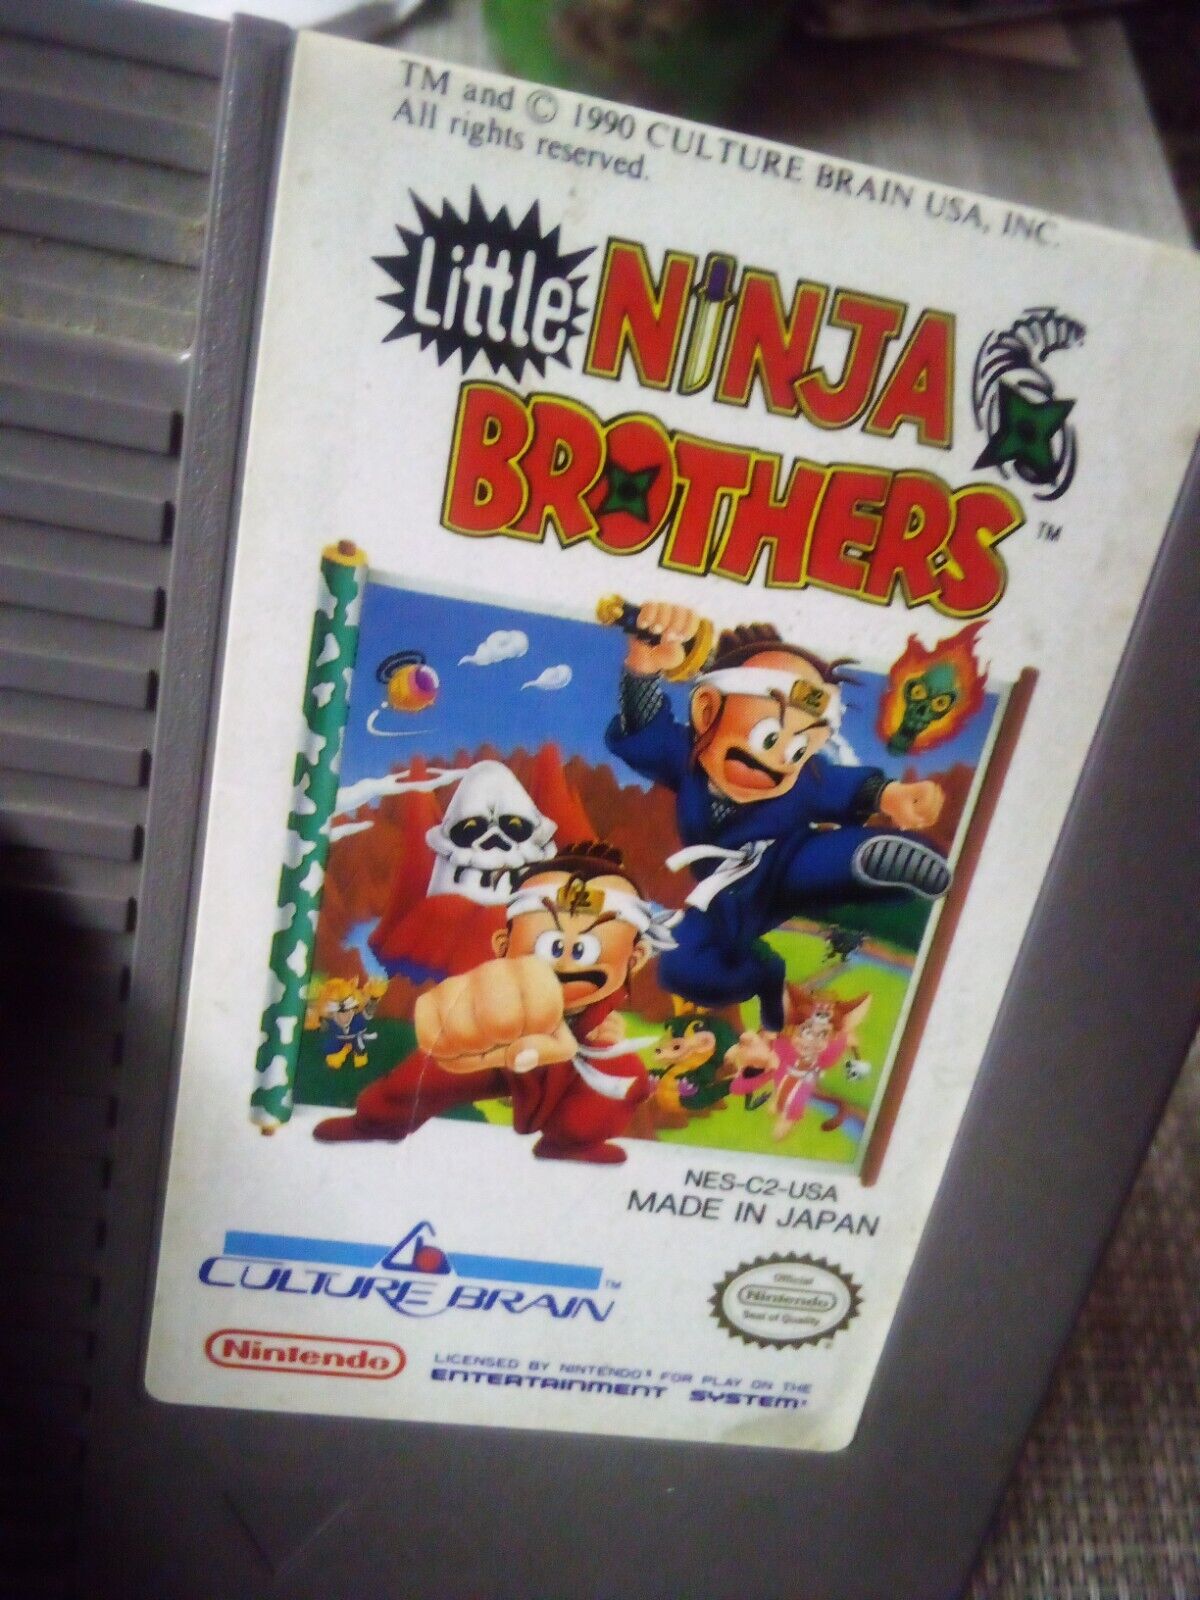 TM and © 1990 CULTURE BRAIN USA, INC.
All rights reserved.
Little NINJA
BROTHERS TM
NES-C2-USA
MADE IN JAPAN
CULTURE BRAIN TM
Official
Nintendo
Seal of Quality
Nintendo
LICENSED BY NINTENDO® FOR PLAY ON THE
ENTERTAINMENT SYSTEM®